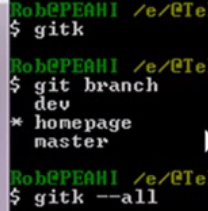 Rob@PEAHI /e/@Te
$ gitk
Rob@PEAHI /e/@Te
$ git branch
dev
* homepage
master
Rob@PEAHI /e/@Te
$ gitk --all